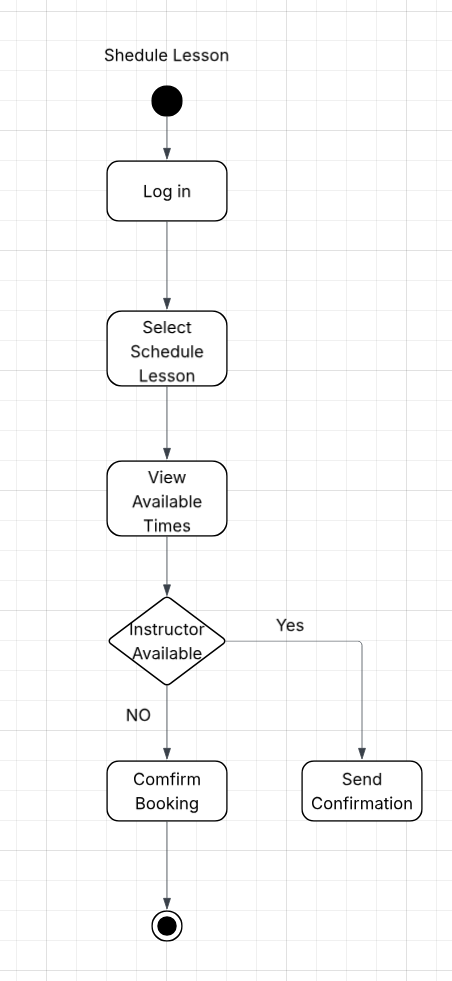 Shedule Lesson
Log in
Select
Schedule
Lesson
View
Available
Times
Instructor
Available
Yes
NO
Comfirm
Booking
Send
Confirmation